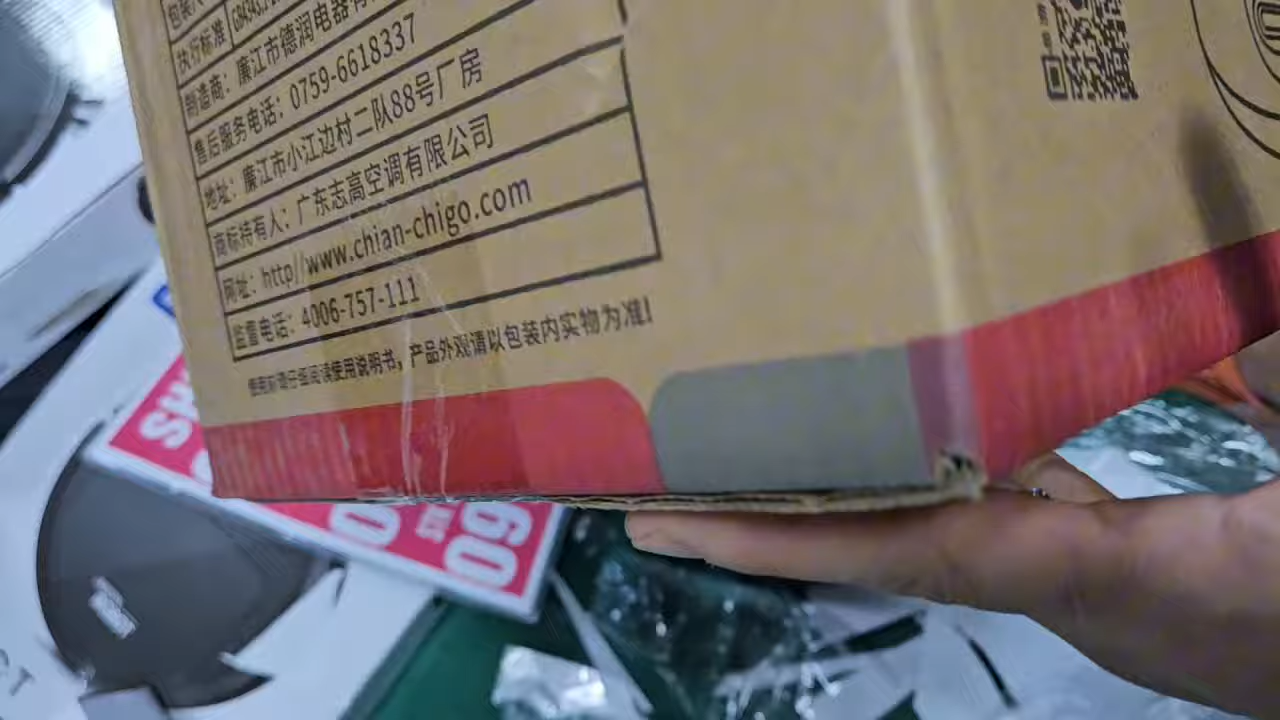 执行标准
制造商：廉江市德润电器有
售后服务电话：0759-6618337
地址：廉江市小江边村二队88号厂房
商标持有人：广东志高空调有限公司
网址：http//www.chian-chigo.com
监督电话：4006-757-111
售前请仔细阅读使用说明书，产品外观请以包装内实物为准!
SH
09